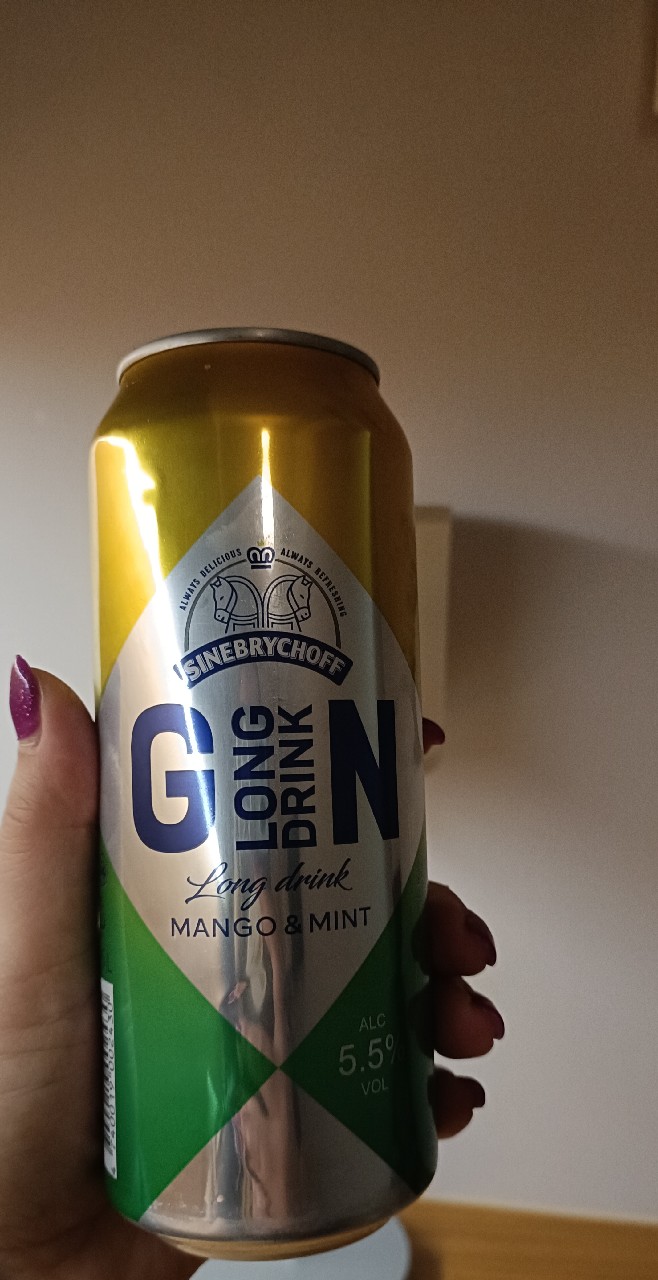 ALWAYS DELICIOUS ALWAYS REFRESHING
SINEBRYCHOFF
G LONG DRINK N
Long drink
MANGO & MINT
ALC
5.5%
VOL